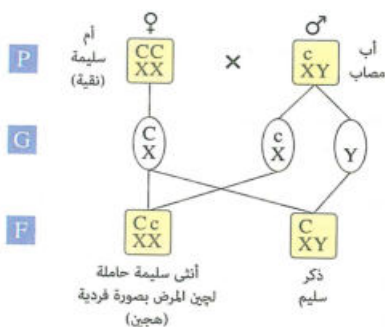 ♀ ♂
أم
سليمة
(نقية)
أب
مصاب
P
CC
XX
×
c
XY
G
C
X
c
X
Y
F
Cc
XX
C
XY
أنثى سليمة حاملة
لچين المرض بصورة فردية
(هجين)
ذكر
سليم